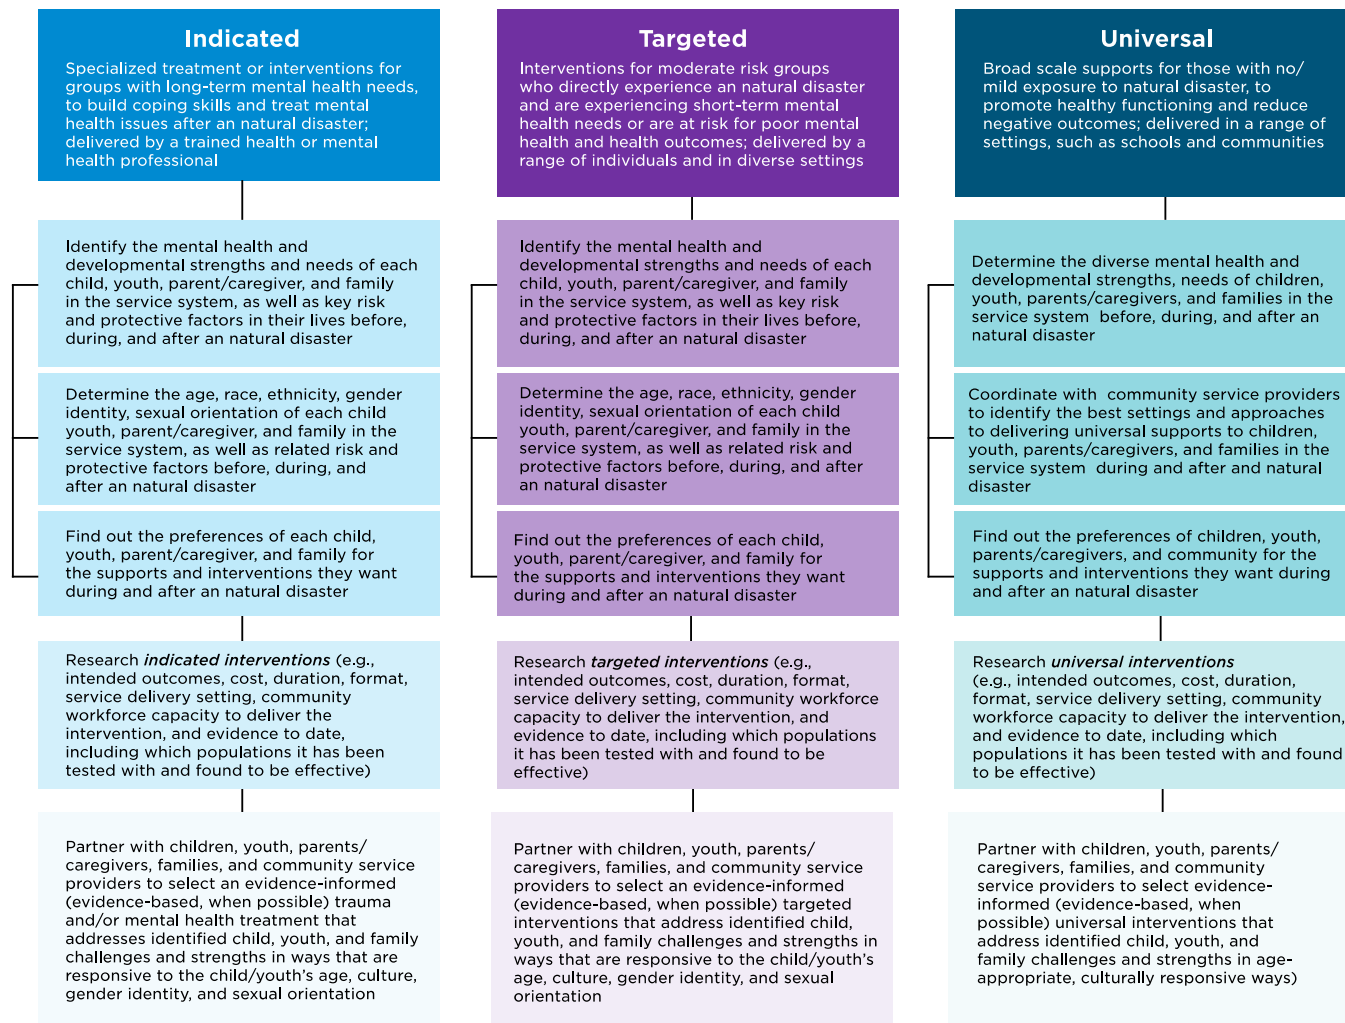 Indicated
Specialized treatment or interventions for
groups with long-term mental health needs,
to build coping skills and treat mental
health issues after an natural disaster;
delivered by a trained health or mental
health professional
Identify the mental health and
developmental strengths and needs of each
child, youth, parent/caregiver, and family
in the service system, as well as key risk
and protective factors in their lives before,
during, and after an natural disaster
Determine the age, race, ethnicity, gender
identity, sexual orientation of each child
youth, parent/caregiver, and family in the
service system, as well as related risk and
protective factors before, during, and
after an natural disaster
Find out the preferences of each child,
youth, parent/caregiver, and family for
the supports and interventions they want
during and after an natural disaster
Research indicated interventions (e.g.,
intended outcomes, cost, duration, format,
service delivery setting, community
workforce capacity to deliver the
intervention, and evidence to date,
including which populations it has been
tested with and found to be effective)
Partner with children, youth, parents/
caregivers, families, and community service
providers to select an evidence-informed
(evidence-based, when possible) trauma
and/or mental health treatment that
addresses identified child, youth, and family
challenges and strengths in ways that are
responsive to the child/youth's age, culture,
gender identity, and sexual orientation
Targeted
Interventions for moderate risk groups
who directly experience an natural disaster
and are experiencing short-term mental
health needs or are at risk for poor mental
health and health outcomes; delivered by a
range of individuals and in diverse settings
Identify the mental health and
developmental strengths and needs of each
child, youth, parent/caregiver, and family
in the service system, as well as key risk
and protective factors in their lives before,
during, and after an natural disaster
Determine the age, race, ethnicity, gender
identity, sexual orientation of each child
youth, parent/caregiver, and family in the
service system, as well as related risk and
protective factors before, during, and after
an natural disaster
Find out the preferences of each child,
youth, parent/caregiver, and family for
the supports and interventions they want
during and after an natural disaster
Research targeted interventions (e.g.,
intended outcomes, cost, duration, format,
service delivery setting, community workforce
capacity to deliver the intervention, and
evidence to date, including which populations
it has been tested with and found to be
effective)
Partner with children, youth, parents/
caregivers, families, and community service
providers to select an evidence-informed
(evidence-based, when possible) targeted
interventions that address identified child,
youth, and family challenges and strengths in
ways that are responsive to the child/youth's
age, culture, gender identity, and sexual
orientation
Universal
Broad scale supports for those with no/
mild exposure to natural disaster, to
promote healthy functioning and reduce
negative outcomes; delivered in a range of
settings, such as schools and communities
Determine the diverse mental health and
developmental strengths, needs of children,
youth, parents/caregivers, and families in the
service system before, during, and after an
natural disaster
Coordinate with community service providers
to identify the best settings and approaches
to delivering universal supports to children,
youth, parents/caregivers, and families in the
service system during and after and natural
disaster
Find out the preferences of children, youth,
parents/caregivers, and community for the
supports and interventions they want during
and after an natural disaster
Research universal interventions
(e.g., intended outcomes, cost, duration,
format, service delivery setting, community
workforce capacity to deliver the intervention,
and evidence to date, including which
populations it has been tested with and found
to be effective)
Partner with children, youth, parents/
caregivers, families, and community
service providers to select evidence-
informed (evidence-based, when
possible) universal interventions that
address identified child, youth, and
family challenges and strengths in age-
appropriate, culturally responsive ways)